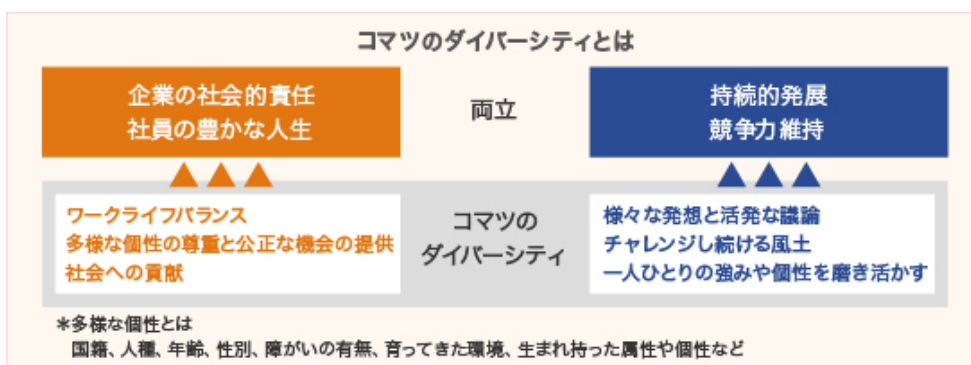 コマツのダイバーシティとは
企業の社会的責任
社員の豊かな人生
両立
持続的発展
競争力維持
ワークライフバランス
多様な個性の尊重と公正な機会の提供
社会への貢献
コマツの
ダイバーシティ
様々な発想と活発な議論
チャレンジし続ける風土
一人ひとりの強みや個性を磨き活かす
＊多様な個性とは
国籍、人種、年齢、性別、障がいの有無、育ってきた環境、生まれ持った属性や個性など